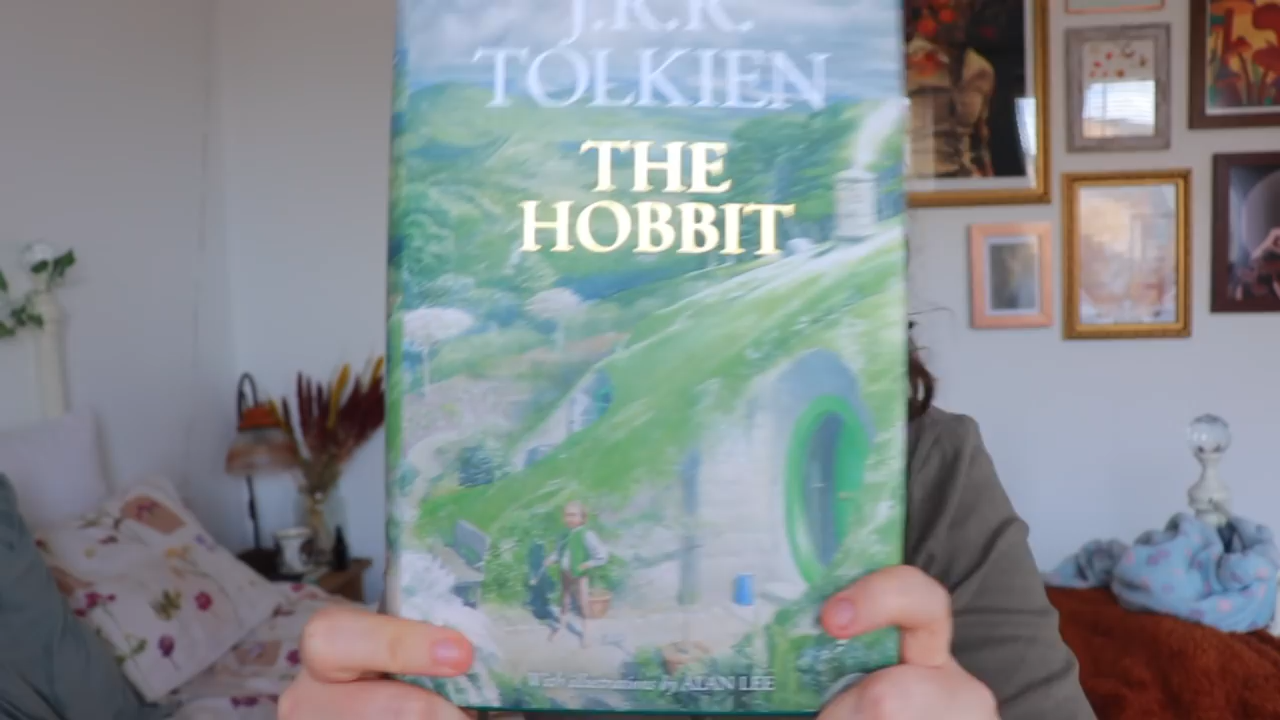 J.R.R.
TOLKIEN
THE
HOBBIT
With illustrations by ALAN LEE